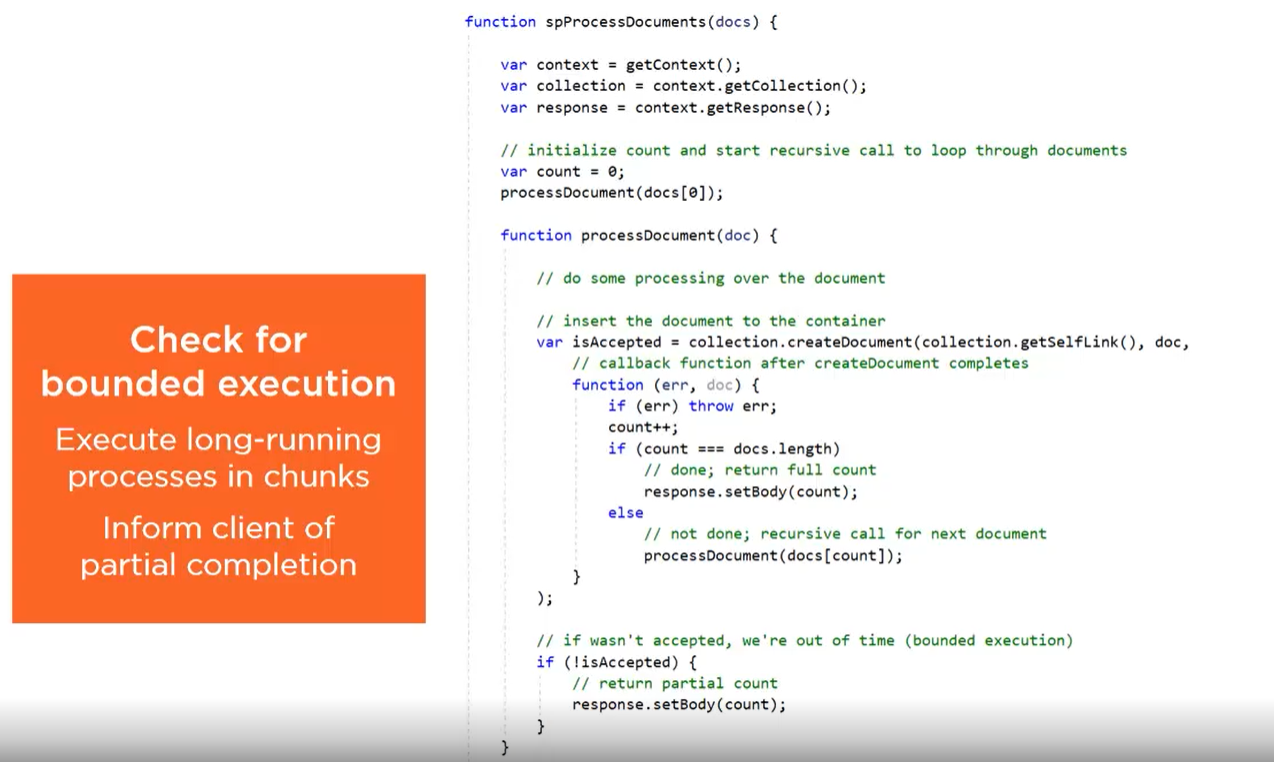 Check for
bounded execution
Execute long-running
processes in chunks
Inform client of
partial completion
function spProcessDocuments(docs) {
var context = getContext();
var collection = context.getCollection();
var response = context.getResponse();
// initialize count and start recursive call to loop through documents
var count = 0;
processDocument(docs[0]);
function processDocument(doc) {
// do some processing over the document
// insert the document to the container
var isAccepted = collection.createDocument(collection.getSelfLink(), doc,
// callback function after createDocument completes
function (err, doc) {
if (err) throw err;
count++;
if (count === docs.length)
// done; return full count
response.setBody(count);
else
// not done; recursive call for next document
processDocument(docs[count]);
}
);
// if wasn't accepted, we're out of time (bounded execution)
if (!isAccepted) {
// return partial count
response.setBody(count);
}
}